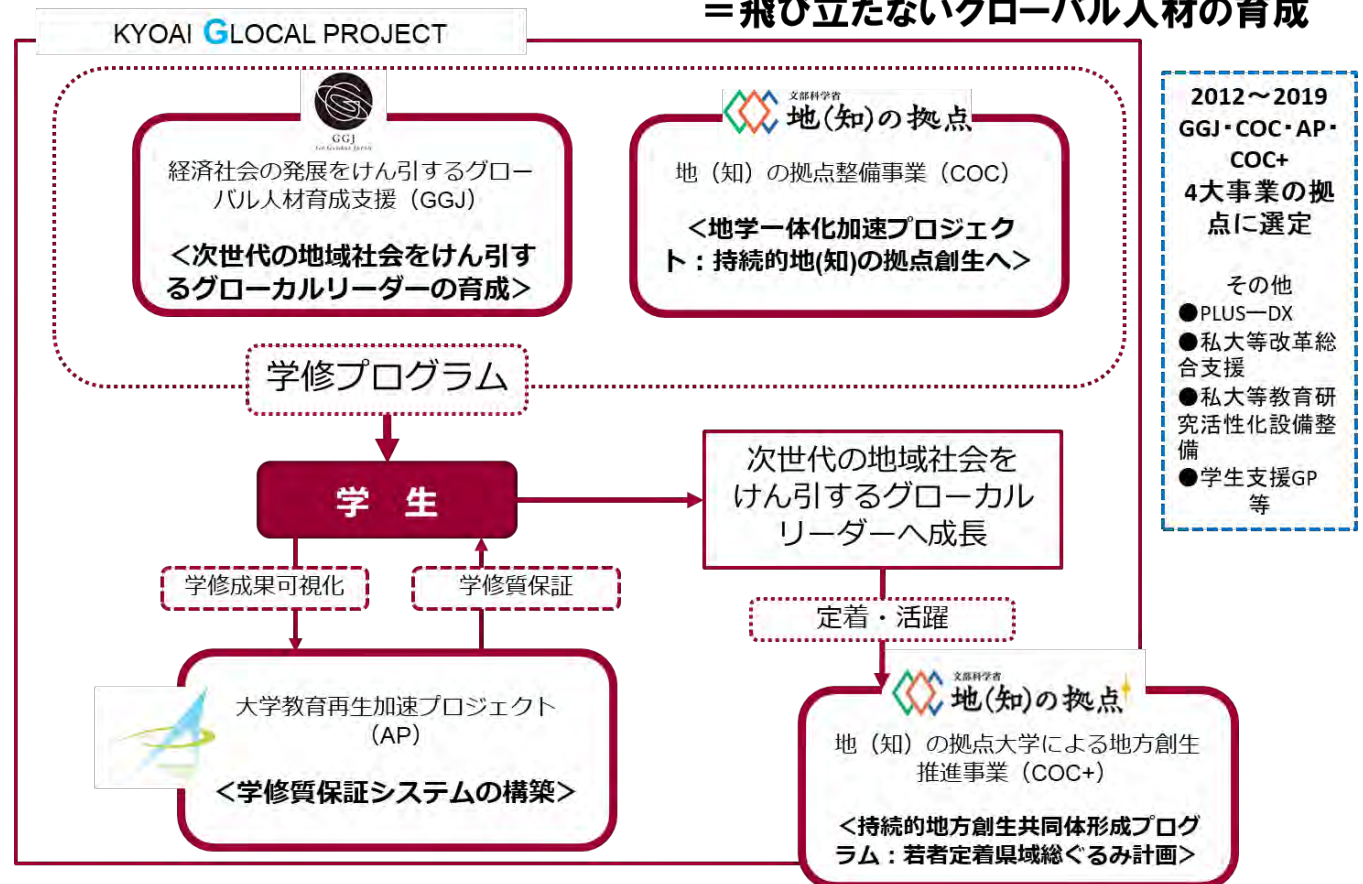 ＝飛び立たないグローバル人材の育成
KYOAI GLOCAL PROJECT
GGJ
Go Global Japan
経済社会の発展をけん引するグロー
バル人材育成支援（GGJ）
<次世代の地域社会をけん引す
るグローカルリーダーの育成>
文部科学省
地(知)の拠点
地（知）の拠点整備事業（COC）
<地学一体化加速プロジェク
ト：持続的地(知)の拠点創生へ>
2012～2019
GGJ・COC・AP・
COC+
4大事業の拠
点に選定
その他
●PLUS－DX
●私大等改革総
合支援
●私大等教育研
究活性化設備整
備
●学生支援GP
等
学修プログラム
学 生
次世代の地域社会を
けん引するグローカル
リーダーへ成長
学修成果可視化
学修質保証
定着・活躍
大学教育再生加速プロジェクト
（AP）
<学修質保証システムの構築>
文部科学省
地(知)の拠点
地（知）の拠点大学による地方創生
推進事業（COC+）
<持続的地方創生共同体形成プログ
ラム：若者定着県域総ぐるみ計画>